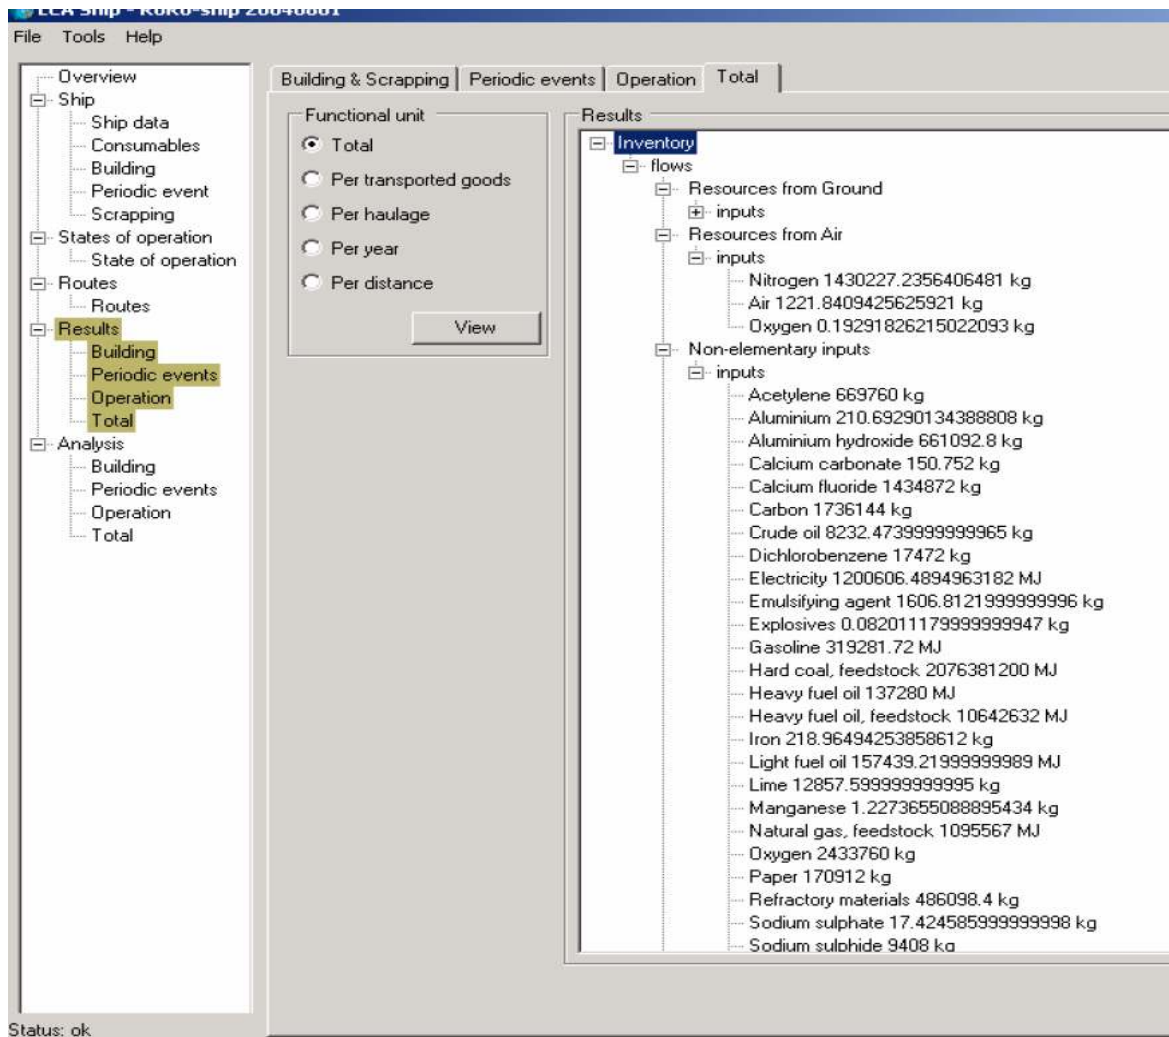 LCA Ship - RoRo-ship 20040601
File Tools Help
Overview
Ship
Ship data
Consumables
Building
Periodic event
Scrapping
States of operation
State of operation
Routes
Routes
Results
Building
Periodic events
Operation
Total
Analysis
Building
Periodic events
Operation
Total
Building & Scrapping Periodic events Operation Total
Functional unit
Total
Per transported goods
Per haulage
Per year
Per distance
View
Results
Inventory
flows
Resources from Ground
inputs
Resources from Air
inputs
Nitrogen 1430227.2356406481 kg
Air 1221.8409425625921 kg
Oxygen 0.19291826215022093 kg
Non-elementary inputs
inputs
Acetylene 669760 kg
Aluminium 210.69290134388808 kg
Aluminium hydroxide 661092.8 kg
Calcium carbonate 150.752 kg
Calcium fluoride 1434872 kg
Carbon 1736144 kg
Crude oil 8232.4739999999965 kg
Dichlorobenzene 17472 kg
Electricity 1200606.4894963182 MJ
Emulsifying agent 1606.8121999999996 kg
Explosives 0.082011179999999947 kg
Gasoline 319281.72 MJ
Hard coal, feedstock 2076381200 MJ
Heavy fuel oil 137280 MJ
Heavy fuel oil, feedstock 10642632 MJ
Iron 218.96494253858612 kg
Light fuel oil 157439.21999999989 MJ
Lime 12857.599999999995 kg
Manganese 1.2273655088895434 kg
Natural gas, feedstock 1095567 MJ
Oxygen 2433760 kg
Paper 170912 kg
Refractory materials 486098.4 kg
Sodium sulphate 17.424585999999998 kg
Sodium sulphide 9408 kg
Status: ok